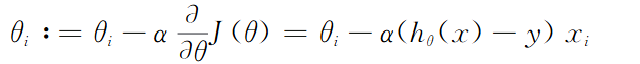 θᵢ := θᵢ − α ∂/∂θ J(θ) = θᵢ − α(h_θ(x) − y) xᵢ